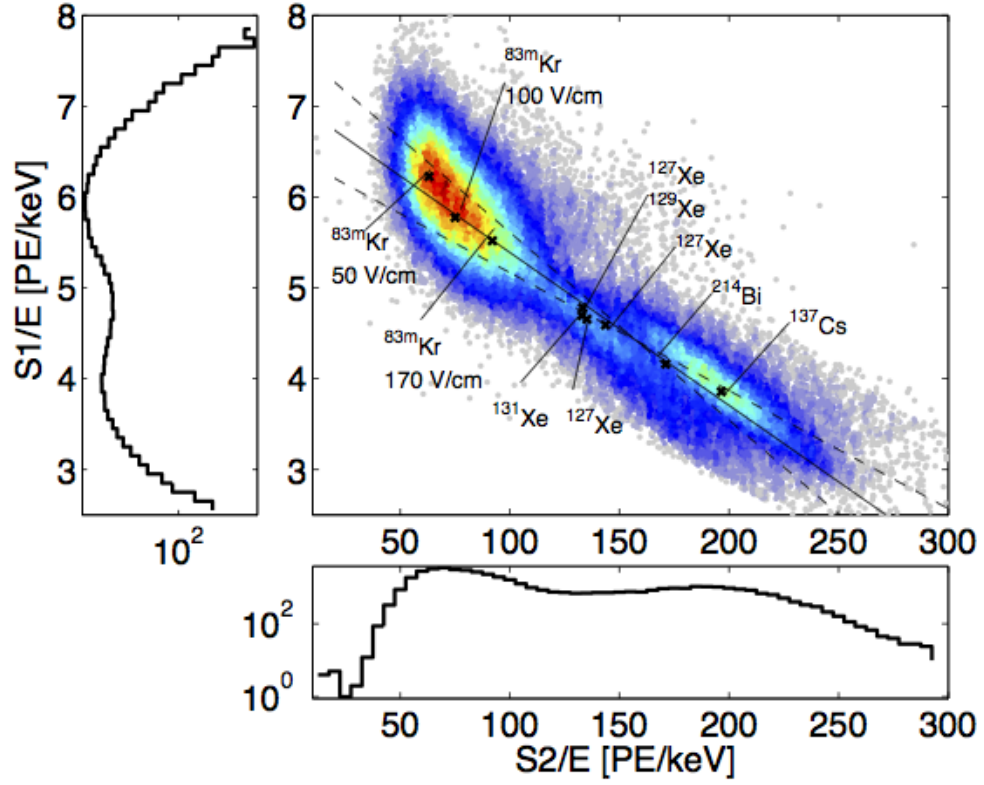 8
7
6
5
4
3
S1/E [PE/keV]
10²
8
7
6
5
4
3
⁸³ᵐKr
100 V/cm
¹²⁷Xe
¹²⁹Xe
¹²⁷Xe
⁸³ᵐKr
50 V/cm
²¹⁴Bi
¹³⁷Cs
⁸³ᵐKr
170 V/cm
¹³¹Xe
¹²⁷Xe
50 100 150 200 250 300
10²
10⁰
50 100 150 200 250 300
S2/E [PE/keV]